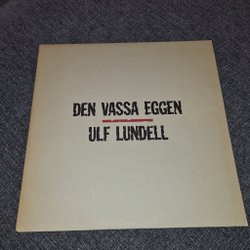 DEN VASSA EGGEN
ULF LUNDELL